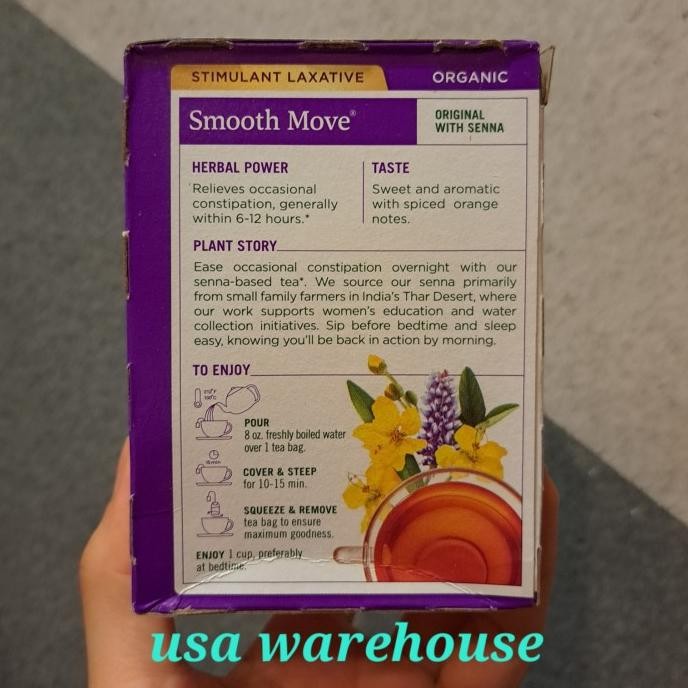 STIMULANT LAXATIVE
ORGANIC
Smooth Move®
ORIGINAL
WITH SENNA
HERBAL POWER
Relieves occasional
constipation, generally
within 6-12 hours.*
TASTE
Sweet and aromatic
with spiced orange
notes.
PLANT STORY
Ease occasional constipation overnight with our
senna-based tea*. We source our senna primarily
from small family farmers in India's Thar Desert, where
our work supports women's education and water
collection initiatives. Sip before bedtime and sleep
easy, knowing you'll be back in action by morning.
TO ENJOY
212°F
100°C
POUR
8 oz. freshly boiled water
over 1 tea bag.
COVER & STEEP
for 10-15 min.
SQUEEZE & REMOVE
tea bag to ensure
maximum goodness.
ENJOY 1 cup, preferably
at bedtime.
usa warehouse